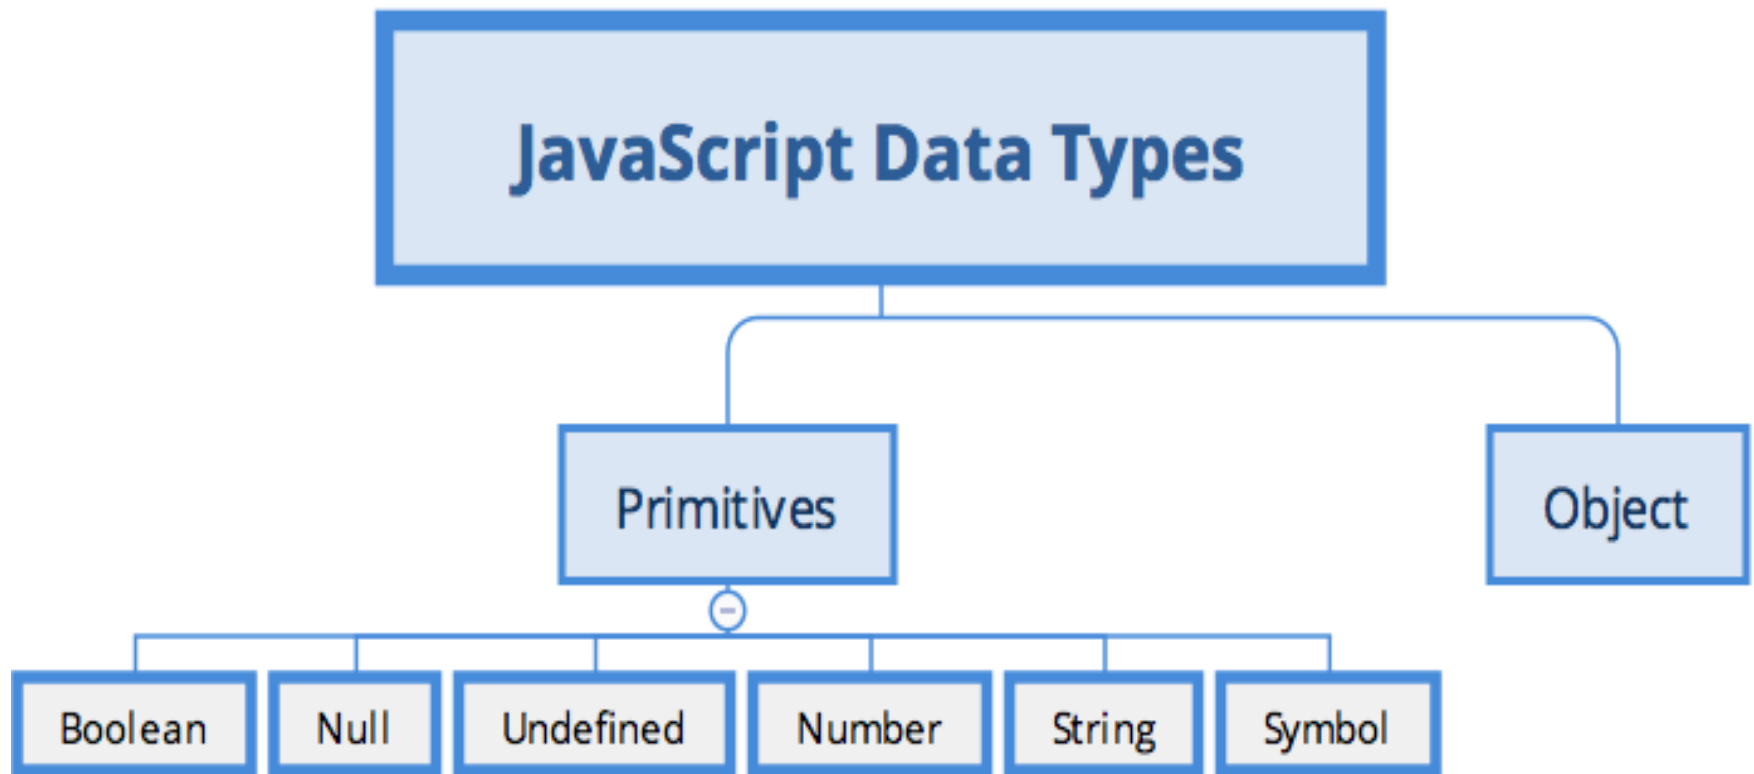 JavaScript Data Types
Primitives
Object
Boolean
Null
Undefined
Number
String
Symbol